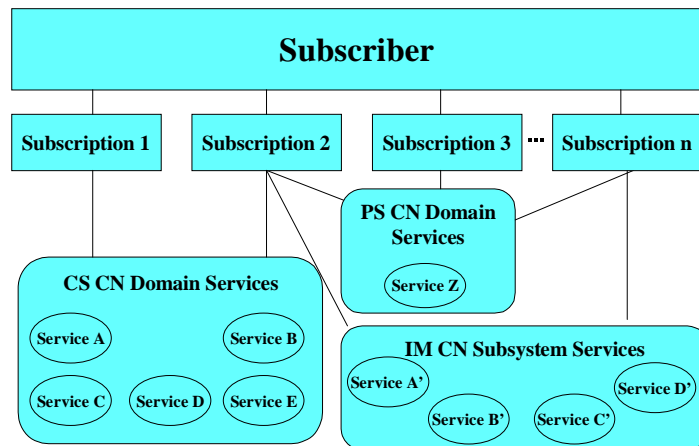 Subscriber
Subscription 1
Subscription 2
Subscription 3
...
Subscription n
PS CN Domain
Services
Service Z
CS CN Domain Services
Service A
Service B
Service C
Service D
Service E
IM CN Subsystem Services
Service A’
Service B’
Service C’
Service D’